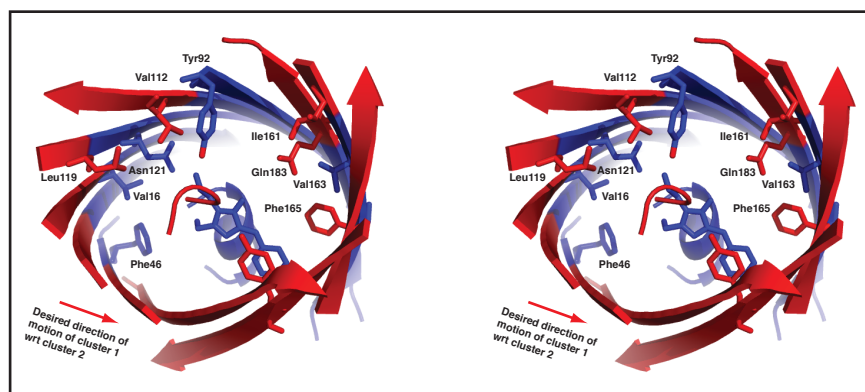 Tyr92
Val112
Ile161
Asn121
Gln183
Leu119
Val163
Val16
Phe165
Phe46
Desired direction of
motion of cluster 1
wrt cluster 2
Tyr92
Val112
Ile161
Asn121
Gln183
Leu119
Val163
Val16
Phe165
Phe46
Desired direction of
motion of cluster 1
wrt cluster 2